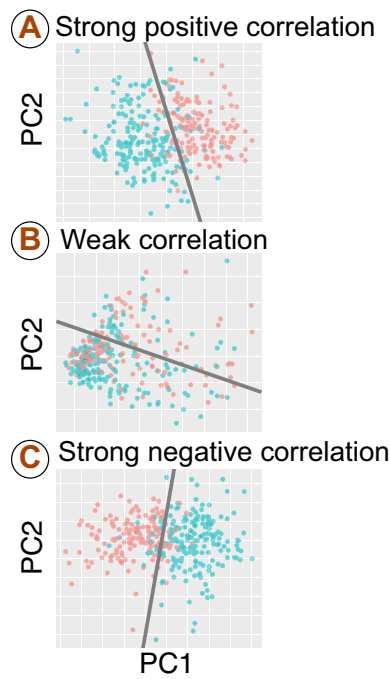 A Strong positive correlation
PC2
B Weak correlation
PC2
C Strong negative correlation
PC2
PC1